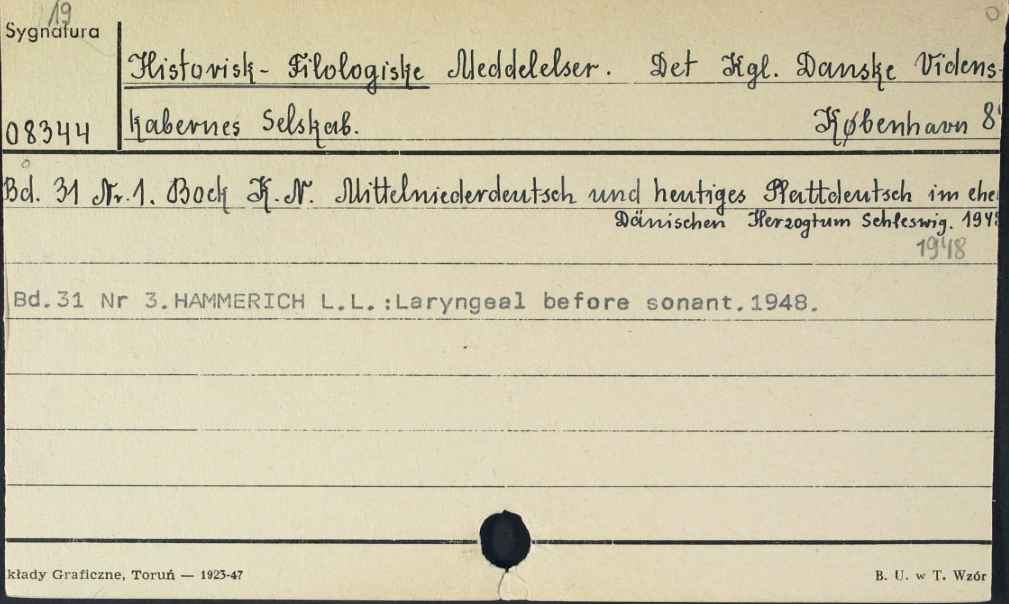 19
Sygnatura
Historisk-Filologiske Meddelelser. Det Kgl. Danske Videns-
08344 kabernes Selskab. København 8°
Bd. 31 Nr. 1. Bock K. N. Mittelniederdeutsch und heutiges Plattdeutsch im ehe
Dänischen Herzogtum Schleswig. 1948
1948
Bd.31 Nr 3.HAMMERICH L.L.:Laryngeal before sonant.1948.
kłady Graficzne, Toruń — 1923-47 B. U. w T. Wzór